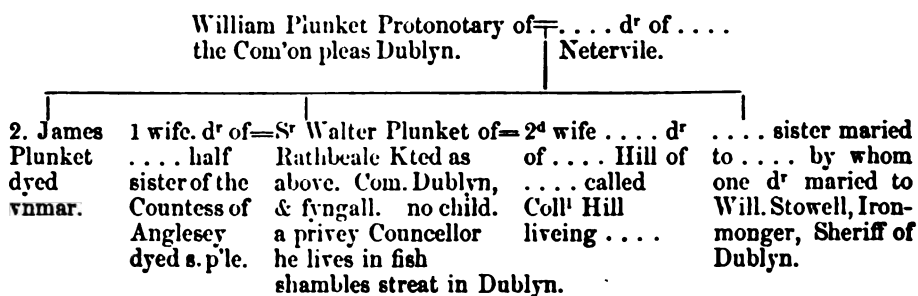 William Plunket Protonotary of=. . . . dʳ of . . . .
the Com'on pleas Dublyn. Netervile.
2. James
Plunket
dyed
vnmar.
1 wife. dʳ of=
. . . . half
sister of the
Countess of
Anglesey
dyed s. p'le.
Sʳ Walter Plunket of=
Rathbeale Kted as
above. Com. Dublyn,
& fyngall. no child.
a privey Councellor
he lives in fish
shambles streat in Dublyn.
2ᵈ wife . . . . dʳ
of . . . . Hill of
. . . . called
Collˡ Hill
liveing . . . .
. . . . sister maried
to . . . . by whom
one dʳ maried to
Will. Stowell, Iron-
monger, Sheriff of
Dublyn.